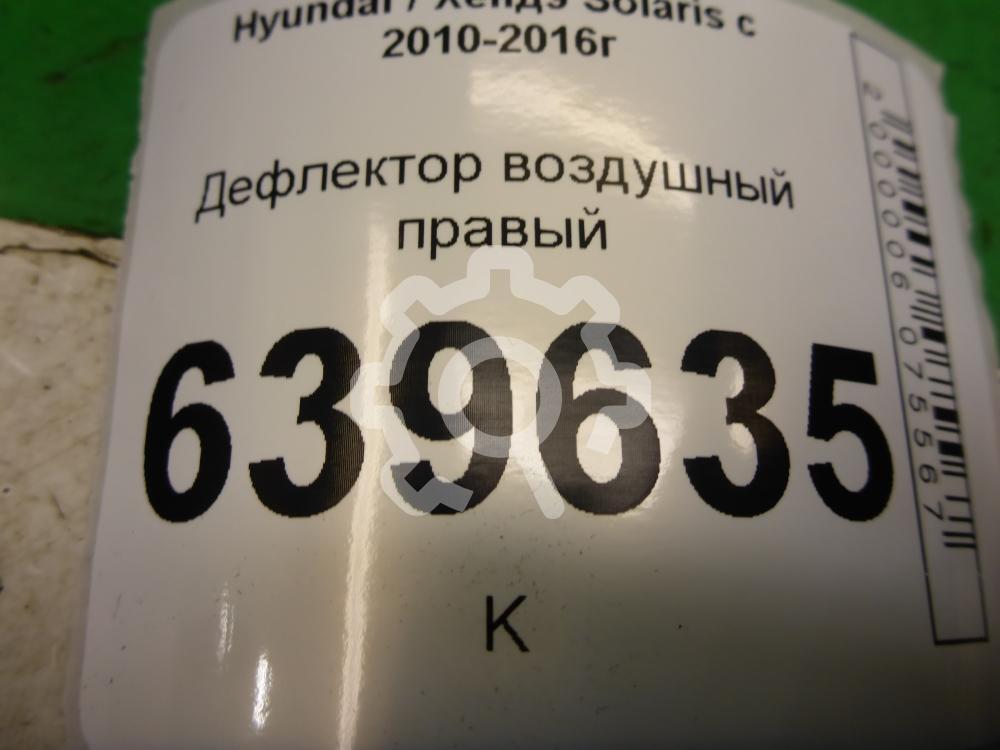 Hyundai / Хендэ Solaris с
2010-2016г
Дефлектор воздушный
правый
639635
К
2000006075567